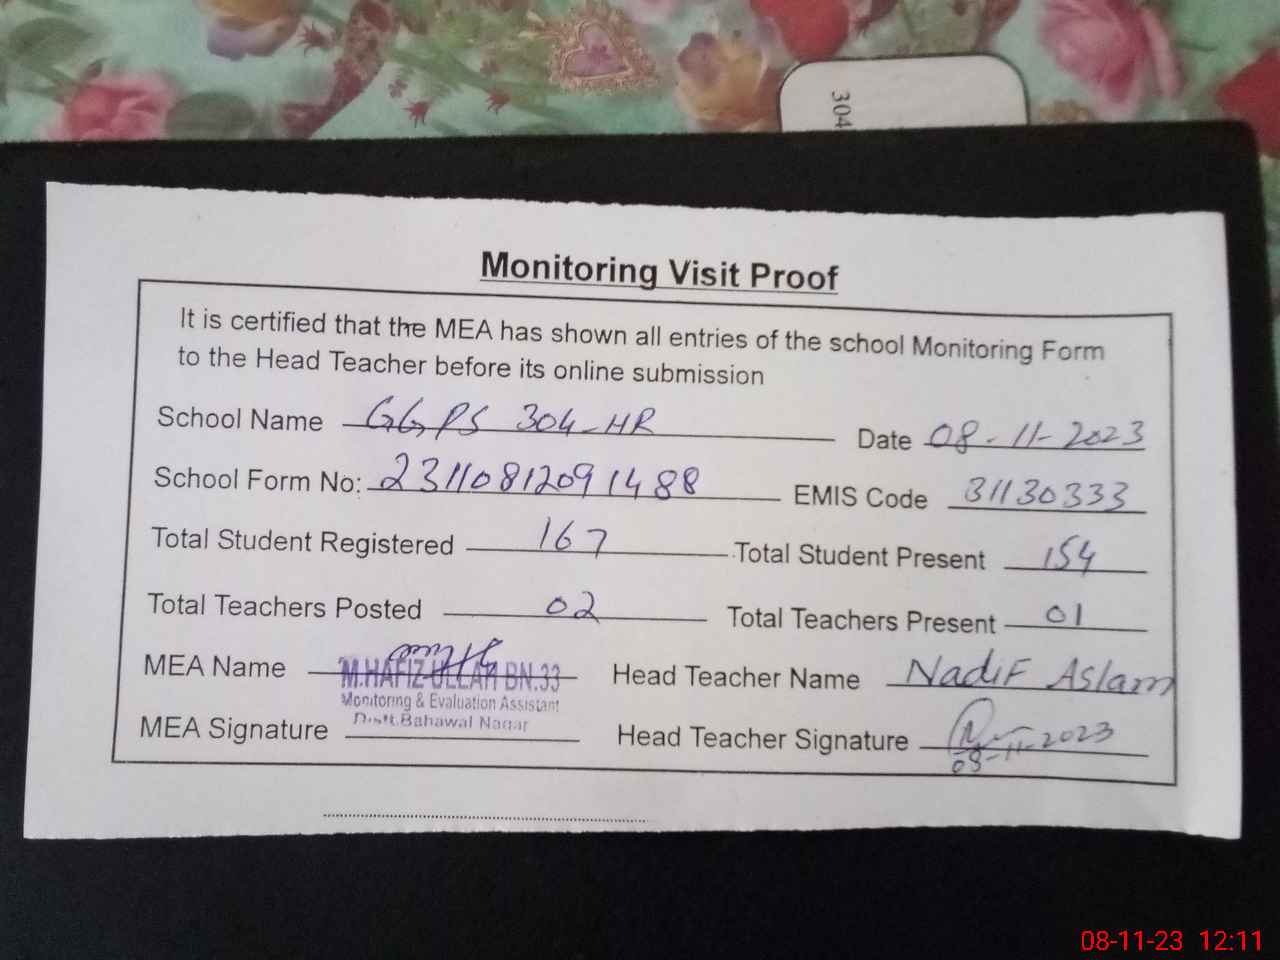 304
Monitoring Visit Proof
It is certified that the MEA has shown all entries of the school Monitoring Form
to the Head Teacher before its online submission
School Name GGPS 304-HR Date 08-11-2023
School Form No: 23110812091488 EMIS Code 31130333
Total Student Registered 167 Total Student Present 154
Total Teachers Posted 02 Total Teachers Present 01
MEA Name M.HAFIZ ULLAH BN.33 Head Teacher Name Nadif Aslam
Monitoring & Evaluation Assistant
Distt.Bahawal Nagar
MEA Signature Head Teacher Signature 08-11-2023
08-11-23 12:11